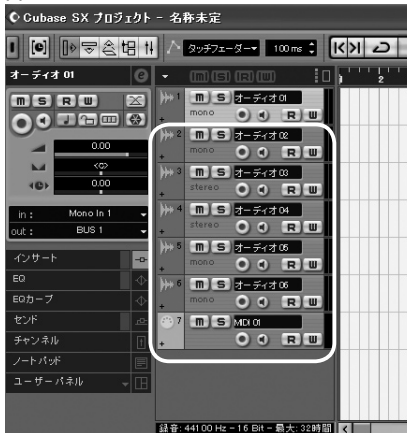 Cubase SX プロジェクト - 名称未定
タッチフェーダー 100 ms
オーディオ 01 e
m S R W
0.00
<C>
0.00
in : Mono In 1
out : BUS 1
インサート
EQ
EQカーブ
センド
チャンネル
ノートパッド
ユーザーパネル
m S R W
2
1 m S オーディオ 01
mono R W
2 m S オーディオ 02
mono R W
3 m S オーディオ 03
stereo R W
4 m S オーディオ 04
stereo R W
5 m S オーディオ 05
mono R W
6 m S オーディオ 06
mono R W
7 m S MIDI 01
R W
録音: 44100 Hz - 16 Bit - 最大: 32時間